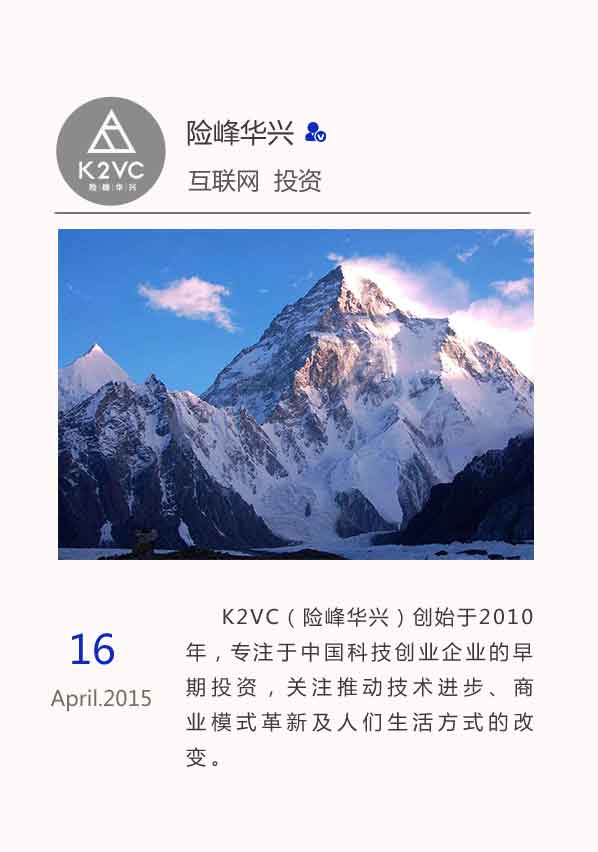 K2VC
险峰华兴
险峰华兴
互联网 投资
16
April.2015
K2VC（险峰华兴）创始于2010
年，专注于中国科技创业企业的早
期投资，关注推动技术进步、商
业模式革新及人们生活方式的改
变。